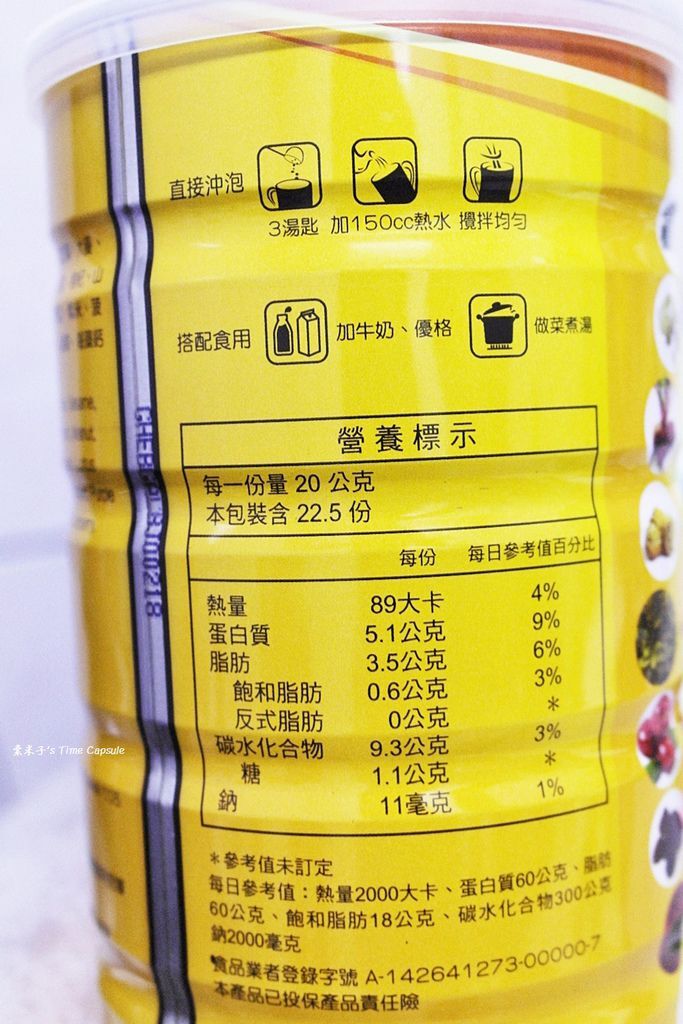 直接沖泡
3湯匙 加150cc熱水 攪拌均勻
搭配食用 加牛奶、優格 做菜煮湯
營養標示
每一份量 20 公克
本包裝含 22.5 份
每份 每日參考值百分比
熱量 89大卡 4%
蛋白質 5.1公克 9%
脂肪 3.5公克 6%
飽和脂肪 0.6公克 3%
反式脂肪 0公克 *
碳水化合物 9.3公克 3%
糖 1.1公克 *
鈉 11毫克 1%
*參考值未訂定
每日參考值：熱量2000大卡、蛋白質60公克、脂肪
60公克、飽和脂肪18公克、碳水化合物300公克
鈉2000毫克
食品業者登錄字號 A-142641273-00000-7
本產品已投保產品責任險
's Time Capsule